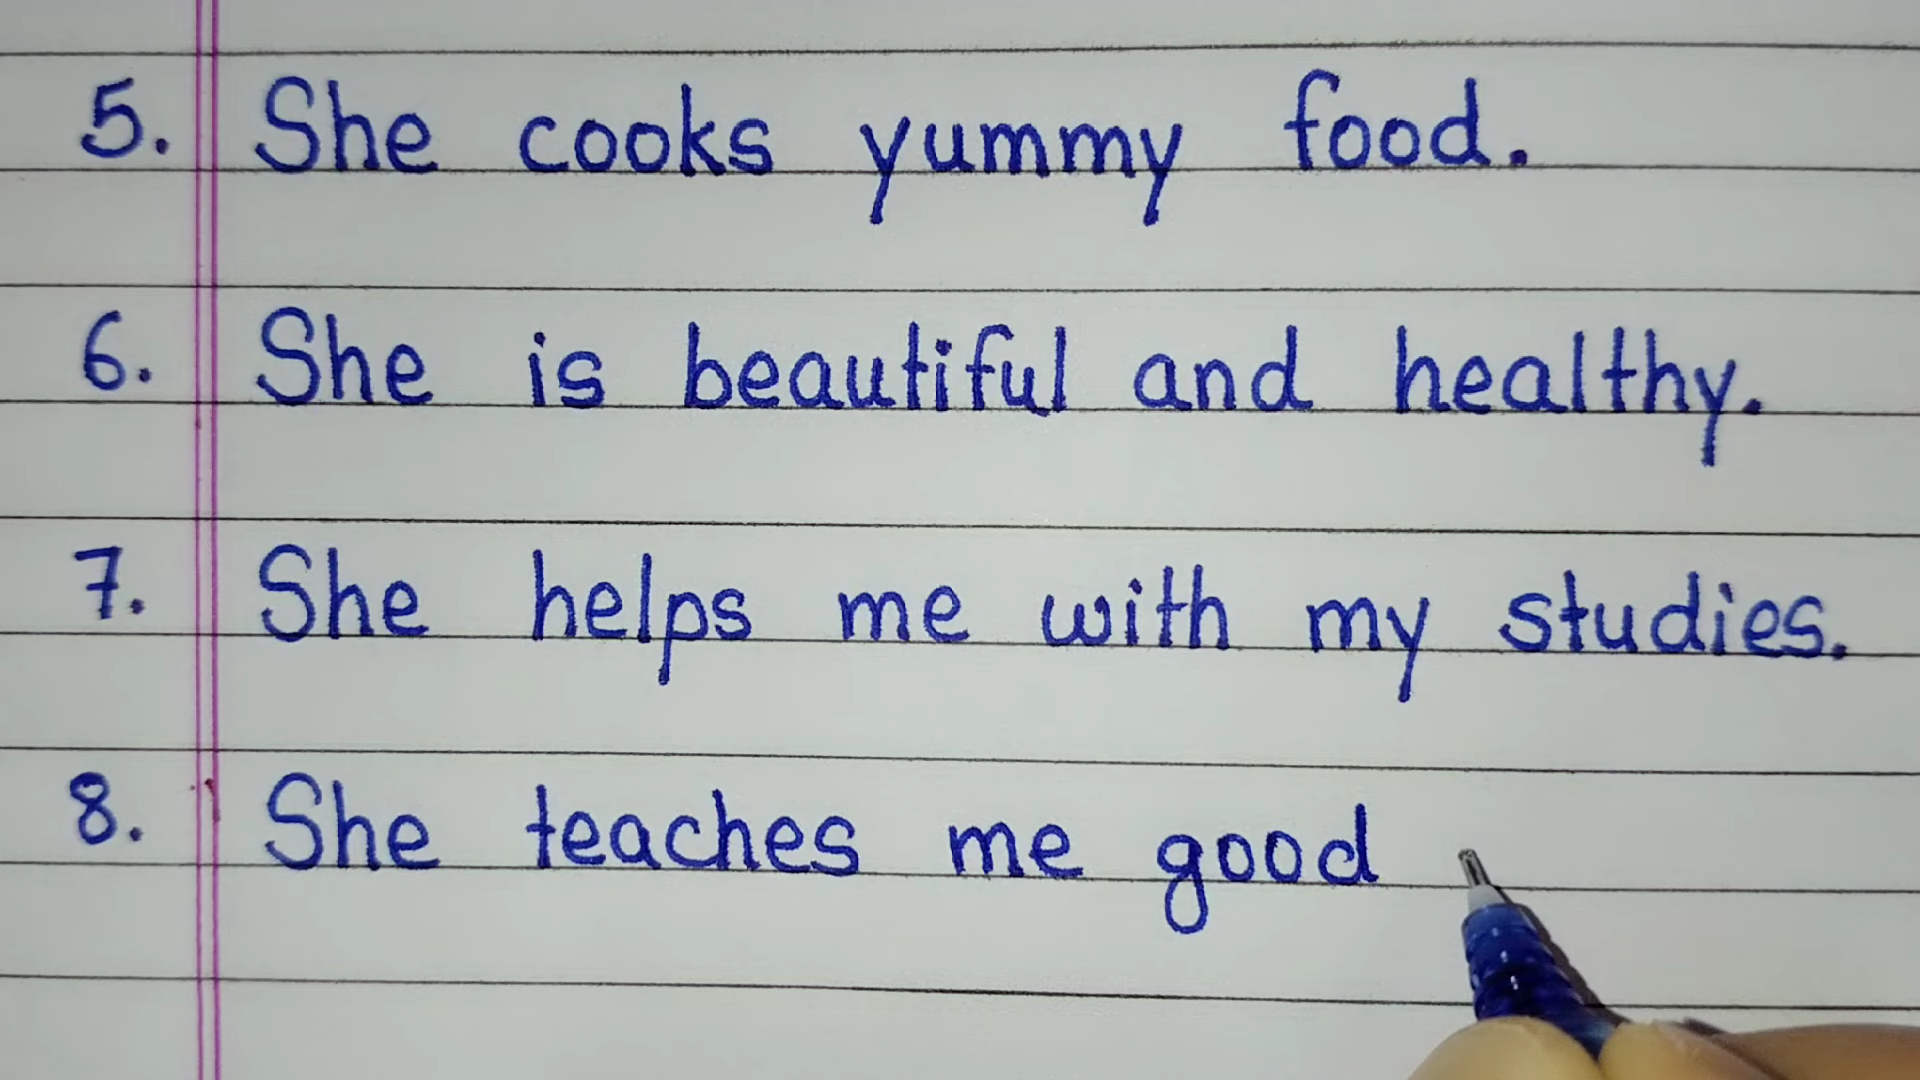 5. She cooks yummy food.
6. She is beautiful and healthy.
7. She helps me with my studies.
8. She teaches me good